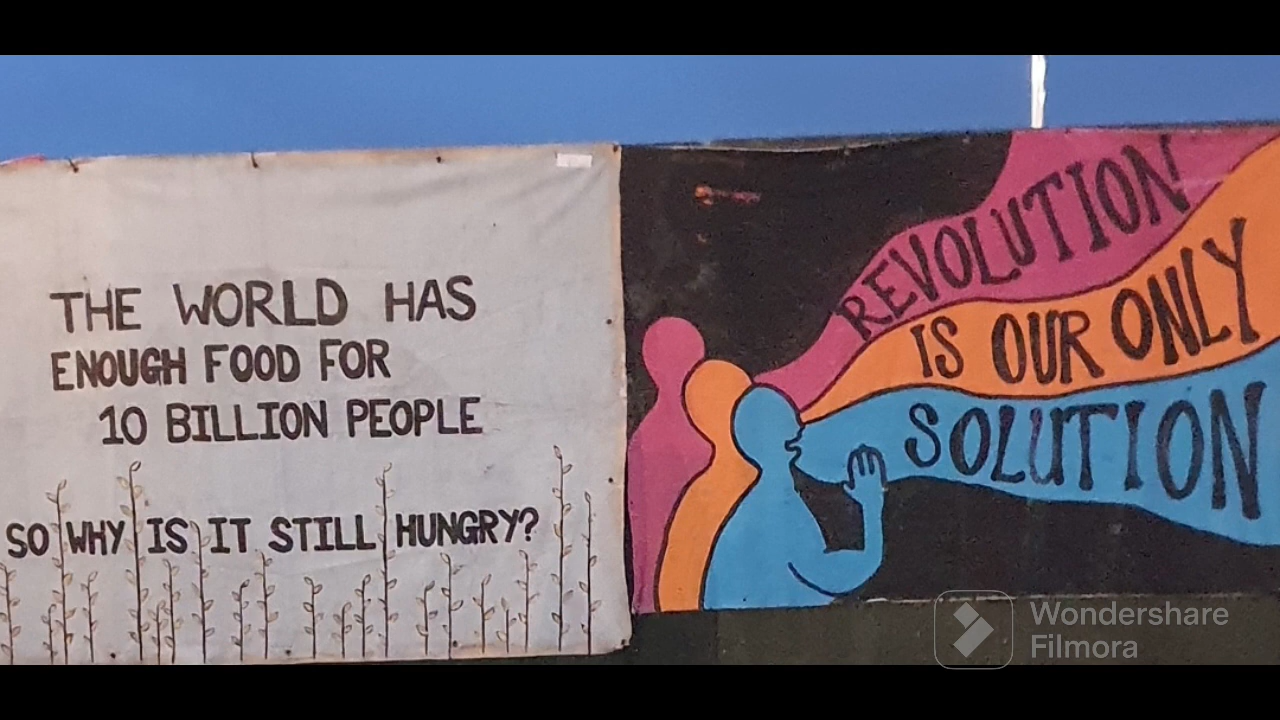 THE WORLD HAS
ENOUGH FOOD FOR
10 BILLION PEOPLE
SO WHY IS IT STILL HUNGRY?
REVOLUTION
IS OUR ONLY
SOLUTION
Wondershare
Filmora